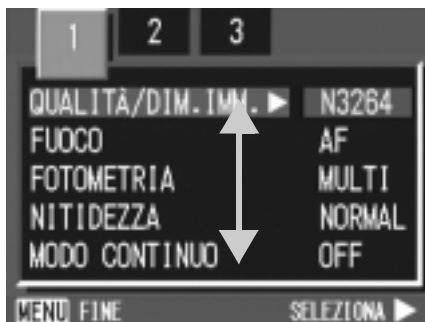 1 2 3
QUALITÀ/DIM.IMM. ▶ N3264
FUOCO AF
FOTOMETRIA MULTI
NITIDEZZA NORMAL
MODO CONTINUO OFF
MENU FINE SELEZIONA ▶